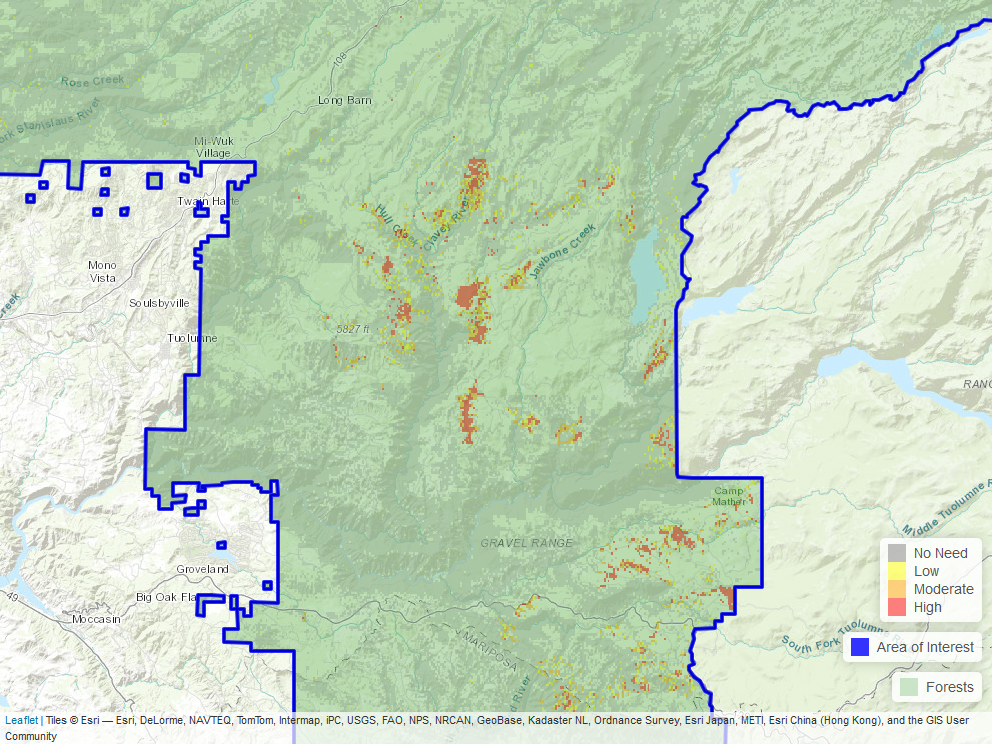 108
Rose Creek
Long Barn
ork Stanislaus River
Mi-Wuk
Village
Twain Harte
Hull Creek
Clavey River
Jawbone Creek
Mono
Vista
Creek
Soulsbyville
5827 ft
Tuolumne
RANG
Camp
Mather
Middle Tuolumne R
GRAVEL RANGE
No Need
Groveland
Low
49
Moderate
Big Oak Fla
High
Moccasin
South Fork Tuolumne R
MARIPOSA
Area of Interest
River
Forests
Leaflet | Tiles © Esri — Esri, DeLorme, NAVTEQ, TomTom, Intermap, iPC, USGS, FAO, NPS, NRCAN, GeoBase, Kadaster NL, Ordnance Survey, Esri Japan, METI, Esri China (Hong Kong), and the GIS User
Community